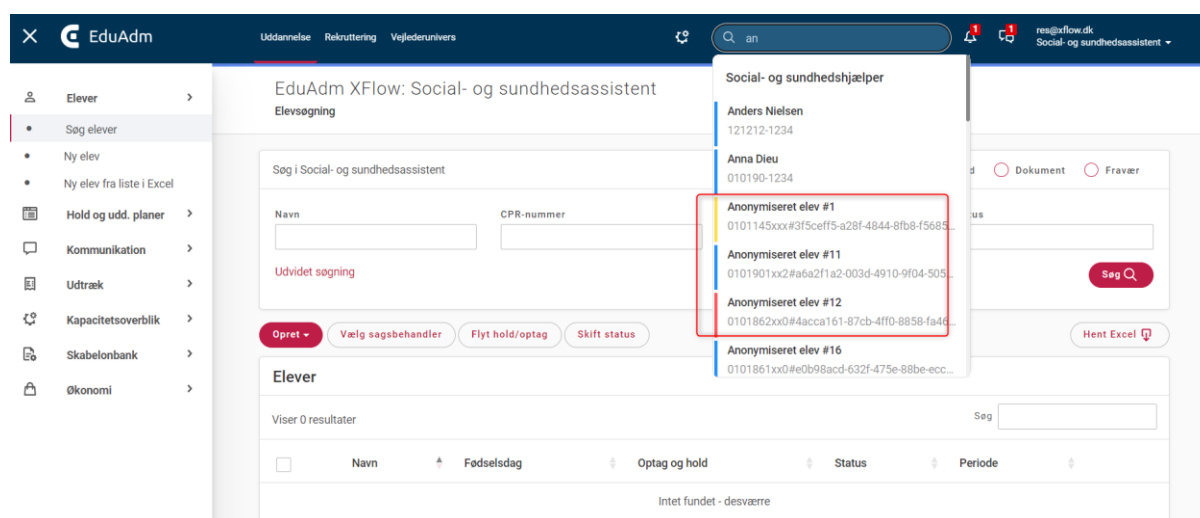 EduAdm
Uddannelse Rekruttering Vejlederunivers
an
1
1
res@xflow.dk
Social- og sundhedsassistent
Elever
Søg elever
Ny elev
Ny elev fra liste i Excel
Hold og udd. planer
Kommunikation
Udtræk
Kapacitetsoverblik
Skabelonbank
Økonomi
EduAdm XFlow: Social- og sundhedsassistent
Elevsøgning
Social- og sundhedshjælper
Anders Nielsen
121212-1234
Anna Dieu
010190-1234
Anonymiseret elev #1
0101145xxx#3f5ceff5-a28f-4844-8fb8-f5685...
Anonymiseret elev #11
0101901xx2#a6a2f1a2-003d-4910-9f04-505...
Anonymiseret elev #12
0101862xx0#4acca161-87cb-4ff0-8858-fa46...
Anonymiseret elev #16
0101861xx0#e0b98acd-632f-475e-88be-ecc...
Søg i Social- og sundhedsassistent
d Dokument Fravær
Navn CPR-nummer tus
Udvidet søgning
Søg
Opret Vælg sagsbehandler Flyt hold/optag Skift status Hent Excel
Elever
Viser 0 resultater
Søg
Navn Fødselsdag Optag og hold Status Periode
Intet fundet - desværre